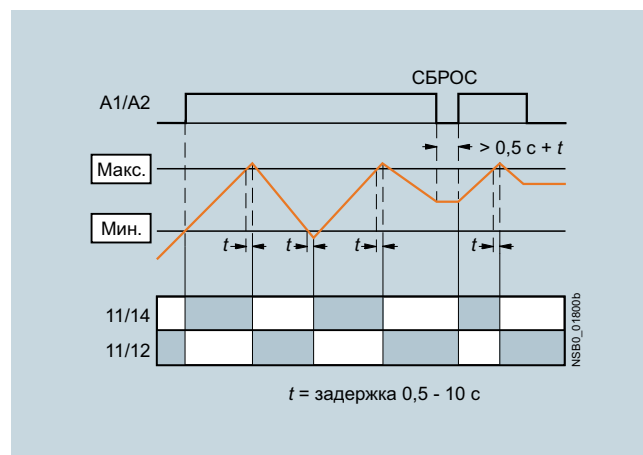 СБРОС
A1/A2
> 0,5 с + t
Макс.
Мин.
t
t
t
t
11/14
11/12
NSB0_01800b
t = задержка 0,5 - 10 с